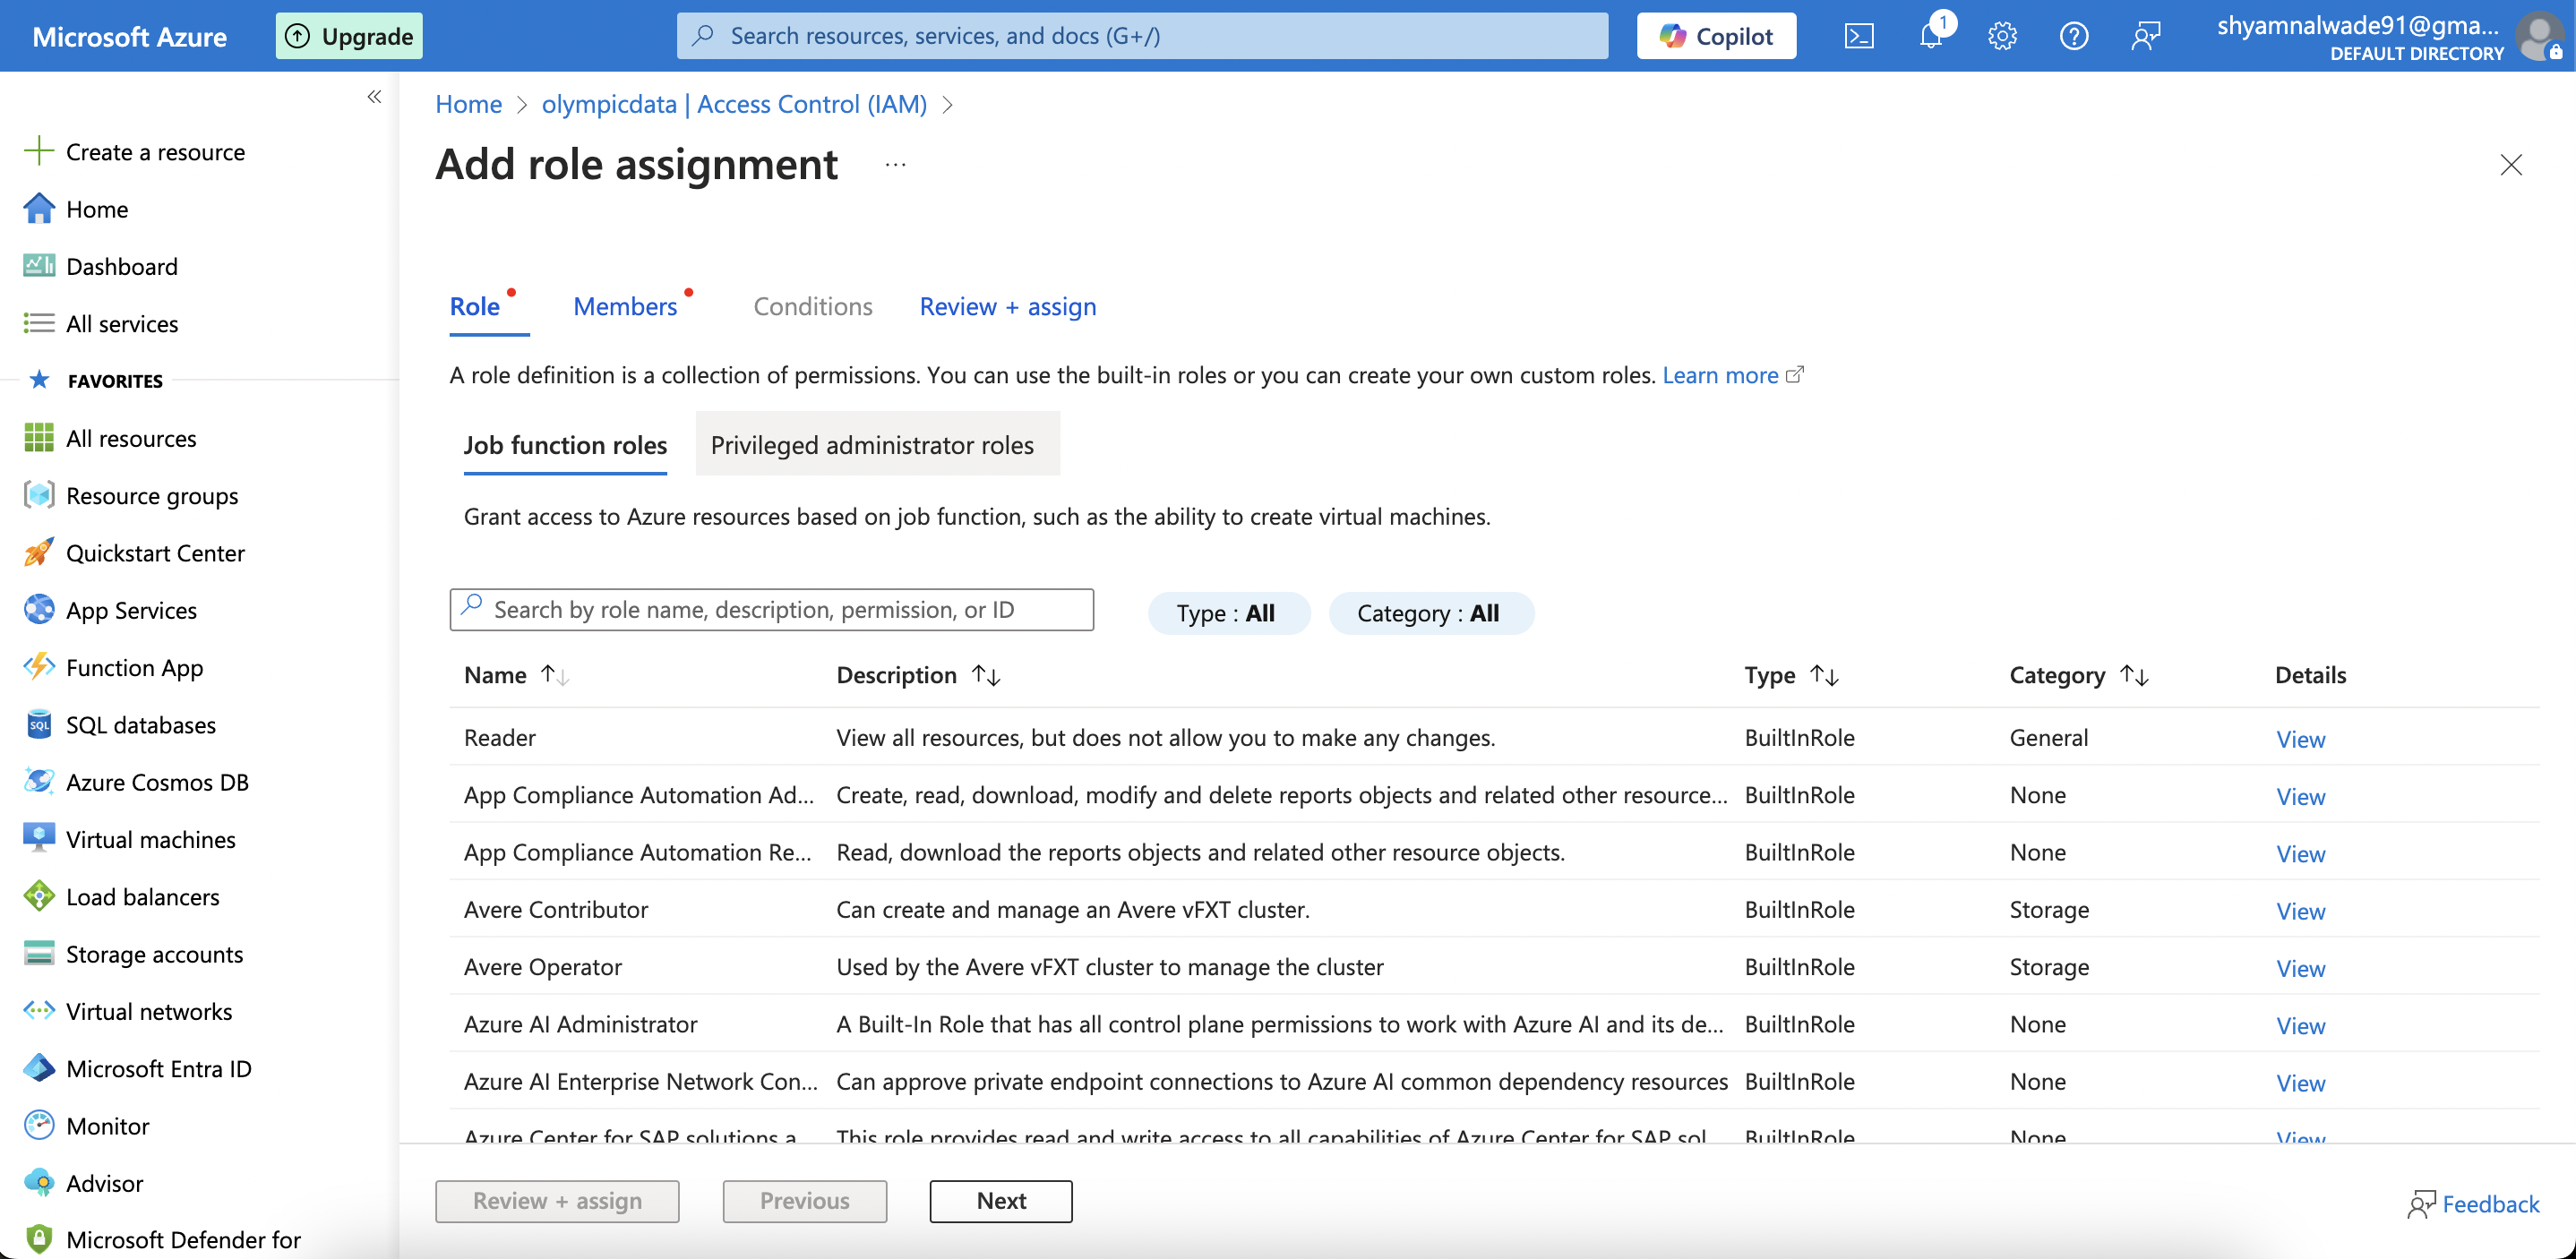 Microsoft Azure
Upgrade
Search resources, services, and docs (G+/)
Copilot
1
shyamnalwade91@gma...
DEFAULT DIRECTORY
Create a resource
Home
Dashboard
All services
FAVORITES
All resources
Resource groups
Quickstart Center
App Services
Function App
SQL databases
Azure Cosmos DB
Virtual machines
Load balancers
Storage accounts
Virtual networks
Microsoft Entra ID
Monitor
Advisor
Microsoft Defender for
Home > olympicdata | Access Control (IAM) >
Add role assignment ...
Role Members Conditions Review + assign
A role definition is a collection of permissions. You can use the built-in roles or you can create your own custom roles. Learn more
Job function roles Privileged administrator roles
Grant access to Azure resources based on job function, such as the ability to create virtual machines.
Search by role name, description, permission, or ID Type : All Category : All
Name ↑↓ Description ↑↓ Type ↑↓ Category ↑↓ Details
Reader View all resources, but does not allow you to make any changes. BuiltInRole General View
App Compliance Automation Ad... Create, read, download, modify and delete reports objects and related other resource... BuiltInRole None View
App Compliance Automation Re... Read, download the reports objects and related other resource objects. BuiltInRole None View
Avere Contributor Can create and manage an Avere vFXT cluster. BuiltInRole Storage View
Avere Operator Used by the Avere vFXT cluster to manage the cluster BuiltInRole Storage View
Azure AI Administrator A Built-In Role that has all control plane permissions to work with Azure AI and its de... BuiltInRole None View
Azure AI Enterprise Network Con... Can approve private endpoint connections to Azure AI common dependency resources BuiltInRole None View
Azure Center for SAP solutions a This role provides read and write access to all capabilities of Azure Center for SAP sol BuiltInRole None View
Review + assign Previous Next
Feedback